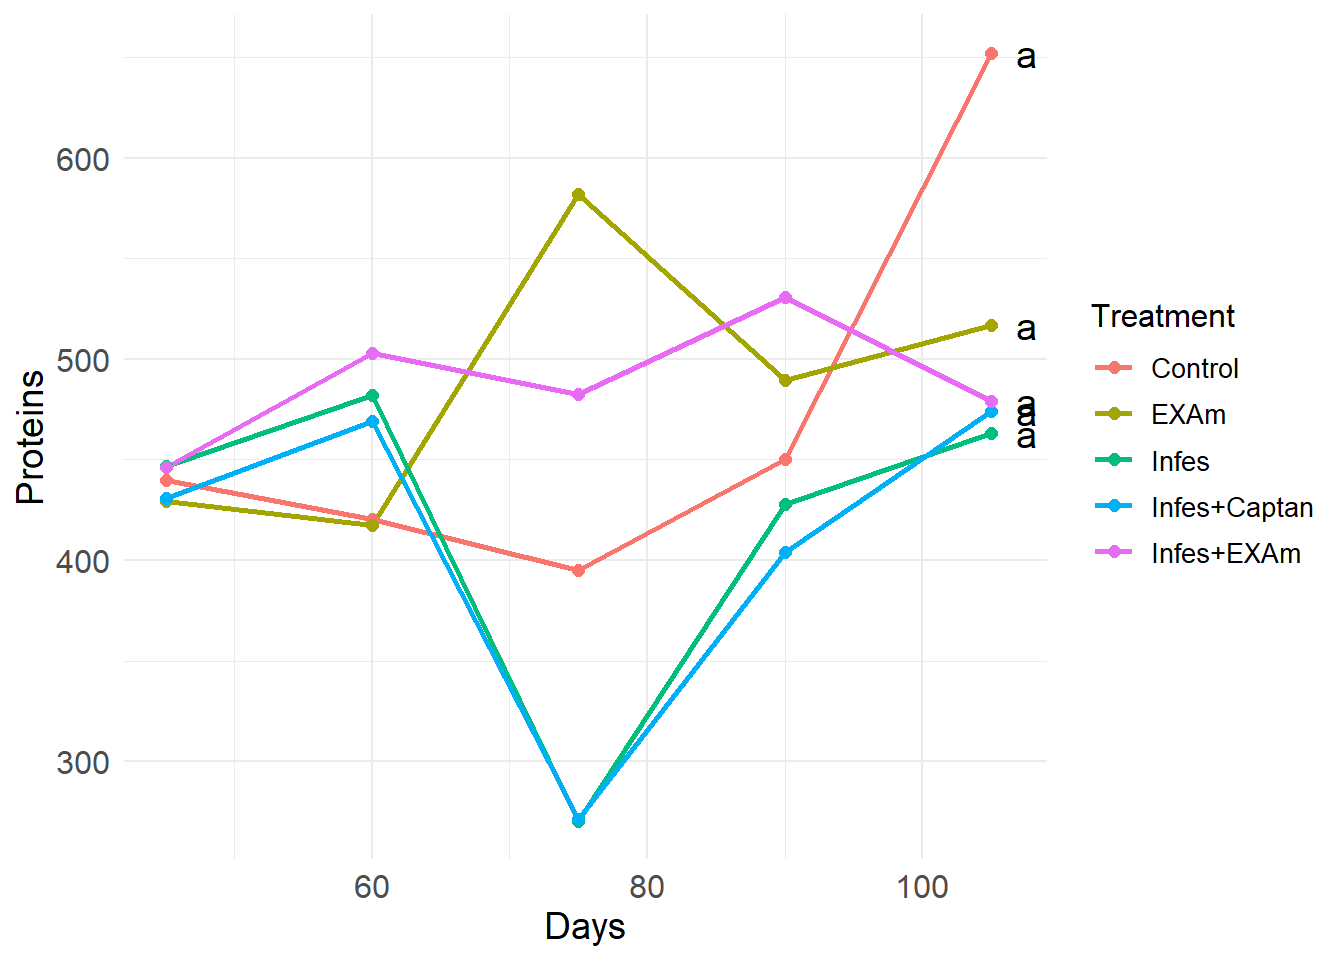 Proteins
600
500
400
300
60
80
100
Days
a
a
a
a
a
Treatment
Control
EXAm
Infes
Infes+Captan
Infes+EXAm